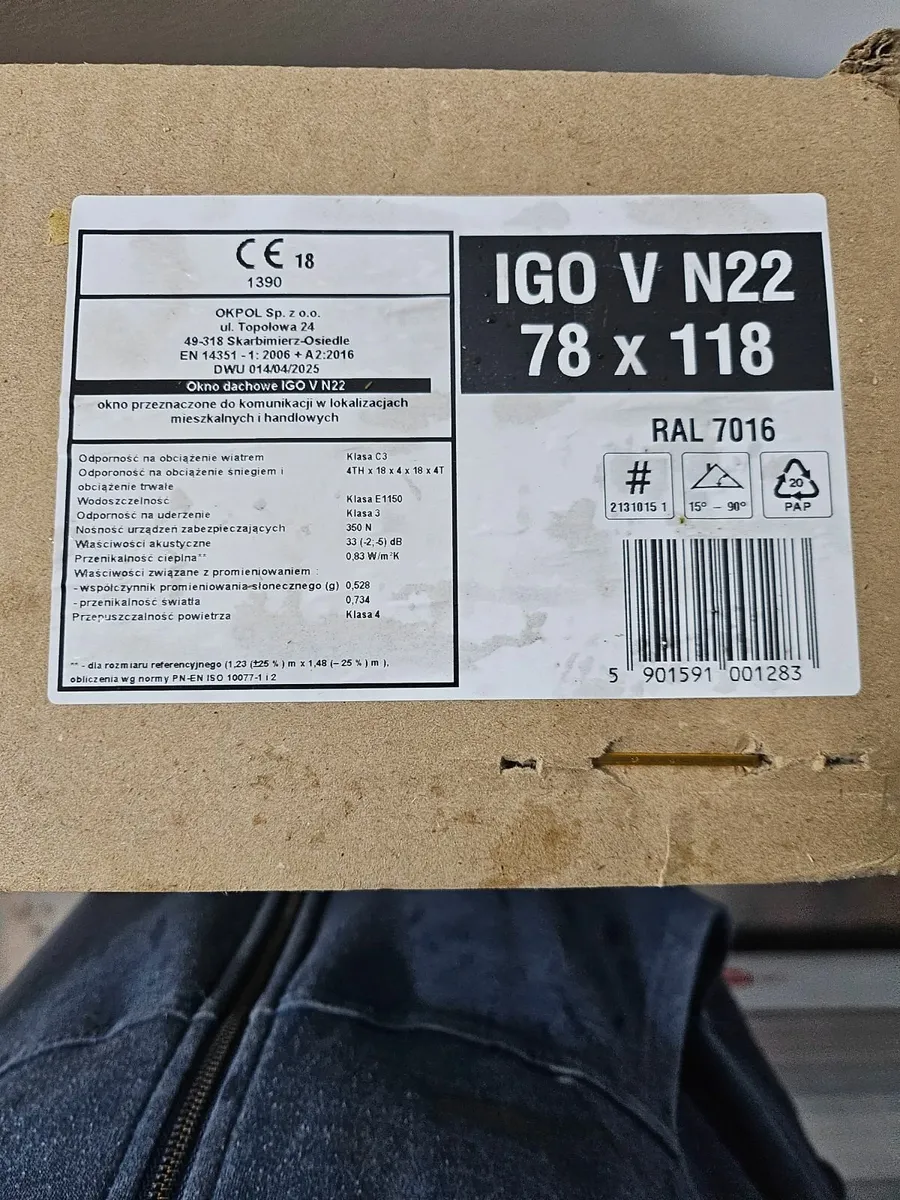 CE 18
1390
OKPOL Sp. z o.o.
ul. Topolowa 24
49-318 Skarbimierz-Osiedle
EN 14351 - 1: 2006 + A2:2016
DWU 014/04/2025
Okno dachowe IGO V N22
okno przeznaczone do komunikacji w lokalizacjach
mieszkalnych i handlowych
Odporność na obciążenie wiatrem Klasa C3
Odporoność na obciążenie śniegiem i 4TH x 18 x 4 x 18 x 4T
obciążenie trwałe
Wodoszczelność Klasa E1150
Odporność na uderzenie Klasa 3
Nośność urządzeń zabezpieczających 350 N
Właściwości akustyczne 33 (-2;-5) dB
Przenikalność cieplna** 0,83 W/m²K
Właściwości związane z promieniowaniem :
- współczynnik promieniowania słonecznego (g) 0,528
- przenikalność światła 0,734
Przepuszczalność powietrza Klasa 4
** - dla rozmiaru referencyjnego (1,23 (±25 %) m x 1,48 (– 25 %) m ),
obliczenia wg normy PN-EN ISO 10077-1 i 2
IGO V N22
78 x 118
RAL 7016
#
2131015 1
15° – 90°
20
PAP
5 901591 001283